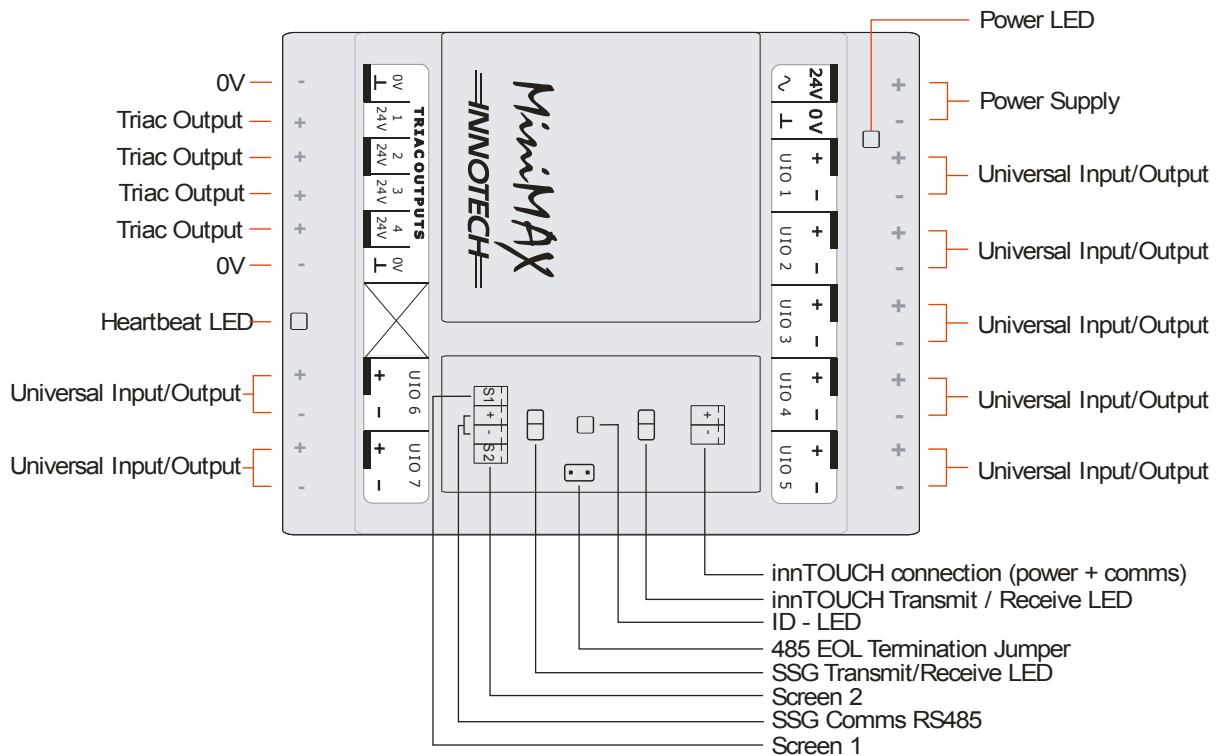 Power LED
0V
Triac Output
Triac Output
Triac Output
Triac Output
0V
Heartbeat LED
Universal Input/Output
Universal Input/Output
-
+
+
+
+
-
+
-
+
-
0V
1 24V
2 24V
3 24V
4 24V
0V
TRIAC OUTPUTS
+ - UIO 6
+ - UIO 7
MiniMAX
INNOTECH
24V
0V
UIO 1 + -
UIO 2 + -
UIO 3 + -
UIO 4 + -
UIO 5 + -
+
-
+
-
+
-
+
-
+
-
+
-
Power Supply
Universal Input/Output
Universal Input/Output
Universal Input/Output
Universal Input/Output
Universal Input/Output
S1
+
-
S2
+
-
innTOUCH connection (power + comms)
innTOUCH Transmit / Receive LED
ID - LED
485 EOL Termination Jumper
SSG Transmit/Receive LED
Screen 2
SSG Comms RS485
Screen 1